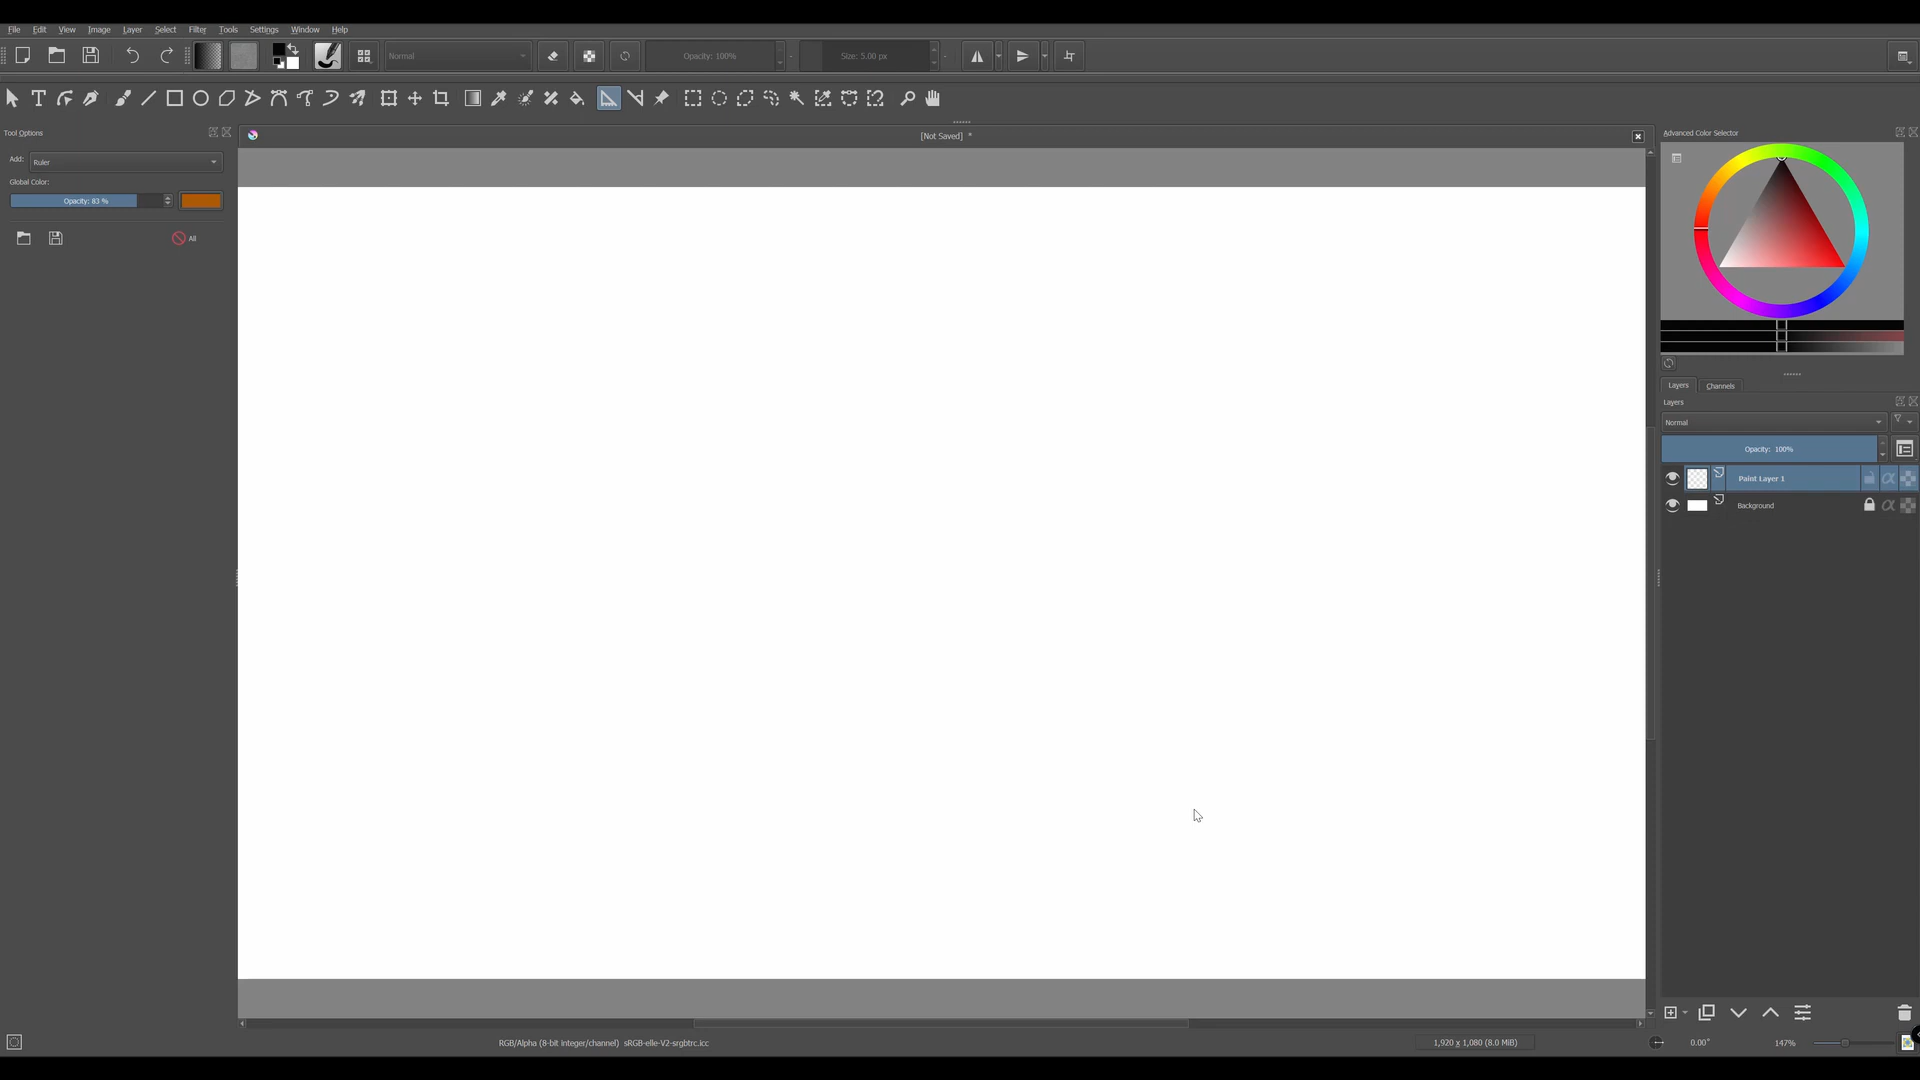 File Edit View Image Layer Select Filter Tools Settings Window Help
Normal Opacity: 100% Size: 5.00 px
Tool Options
[Not Saved] *
Advanced Color Selector
Add: Ruler
Global Color:
Opacity: 83 %
All
Layers Channels
Layers
Normal
Opacity: 100%
Paint Layer 1
Background
RGB/Alpha (8-bit integer/channel) sRGB-elle-V2-srgbtrc.icc
1,920 x 1,080 (8.0 MiB)
0.00°
147%